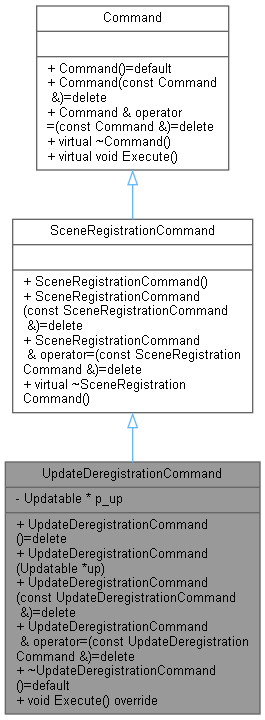 Command
+ Command()=default
+ Command(const Command
&)=delete
+ Command & operator
=(const Command &)=delete
+ virtual ~Command()
+ virtual void Execute()
SceneRegistrationCommand
+ SceneRegistrationCommand()
+ SceneRegistrationCommand
(const SceneRegistrationCommand
&)=delete
+ SceneRegistrationCommand
& operator=(const SceneRegistration
Command &)=delete
+ virtual ~SceneRegistration
Command()
UpdateDeregistrationCommand
- Updatable * p_up
+ UpdateDeregistrationCommand
()=delete
+ UpdateDeregistrationCommand
(Updatable *up)
+ UpdateDeregistrationCommand
(const UpdateDeregistrationCommand
&)=delete
+ UpdateDeregistrationCommand
& operator=(const UpdateDeregistration
Command &)=delete
+ ~UpdateDeregistrationCommand
()=default
+ void Execute() override